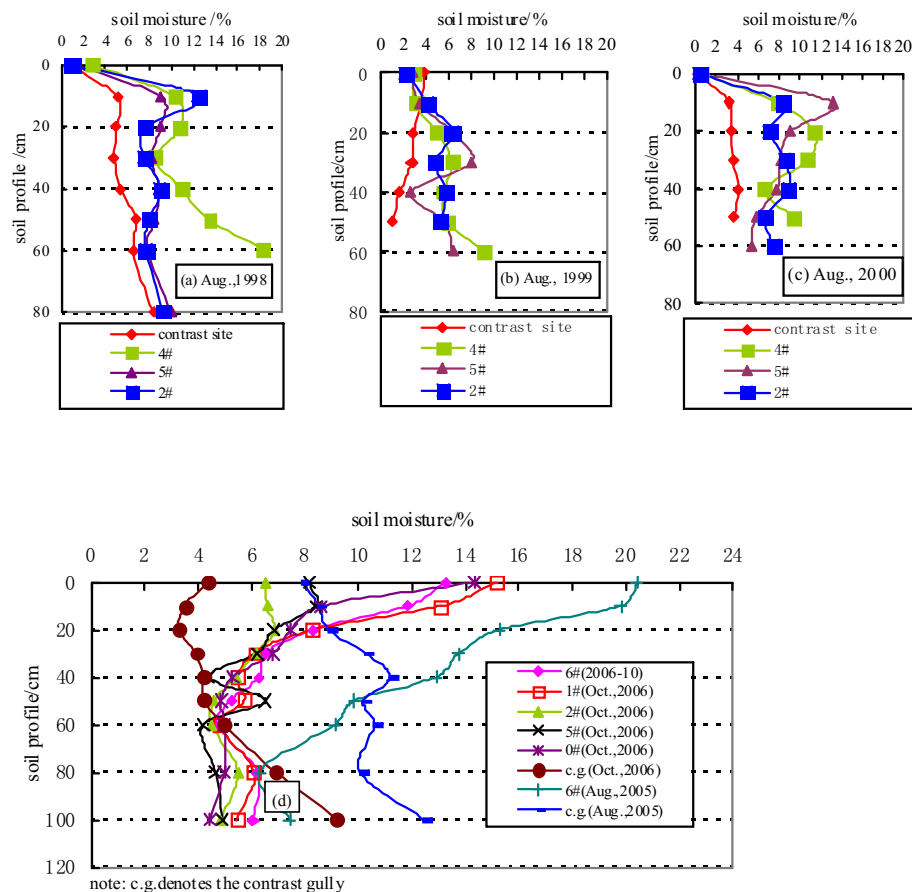 soil moisture /%
0 2 4 6 8 10 12 14 16 18 20
0
20
40
60
80
soil profile /cm
(a) Aug.,1998
contrast site
4#
5#
2#
soil moisture/%
0 2 4 6 8 10 12 14 16 18 20
0
20
40
60
80
soil profile/cm
(b) Aug., 1999
contrast site
4#
5#
2#
soil moisture/%
0 4 8 12 16 20
0
20
40
60
80
soil profile/cm
(c) Aug., 2000
contrast site
4#
5#
2#
soil moisture/%
0 2 4 6 8 10 12 14 16 18 20 22 24
0
20
40
60
80
100
120
soil profile/cm
(d)
6#(2006-10)
1#(Oct.,2006)
2#(Oct.,2006)
5#(Oct.,2006)
0#(Oct.,2006)
c.g.(Oct.,2006)
6#(Aug.,2005)
c.g.(Aug.,2005)
note: c.g.denotes the contrast gully